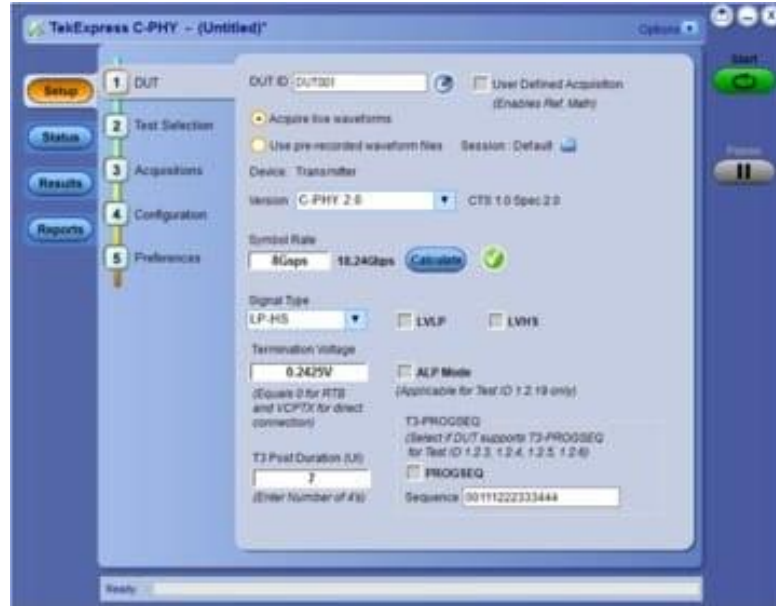 TekExpress C-PHY - (Untitled)*
Options
Start
Setup
Status
Results
Reports
1 DUT
2 Test Selection
3 Acquisitions
4 Configuration
5 Preferences
DUT ID DUT001
User Defined Acquisition
(Enables Ref, Math)
Acquire live waveforms
Use pre-recorded waveform files Session: Default
Device: Transmitter
Version C-PHY 2.0 CTS 1.0 Spec 2.0
Symbol Rate
8Gsps 18.24Gbps Calculate
Signal Type
LP-HS LVLP LVHS
Termination Voltage
0.2425V ALP Mode
(Equals 0 for RTB
and VCPTX for direct
connection)
(Applicable for Test ID 1.2.19 only)
T3-PROGSEQ
(Select if DUT supports T3-PROGSEQ
for Test ID 1.2.3, 1.2.4, 1.2.5, 1.2.6)
PROGSEQ
Sequence 00111222333444
T3 Post Duration (UI)
7
(Enter Number of 4's)
Ready